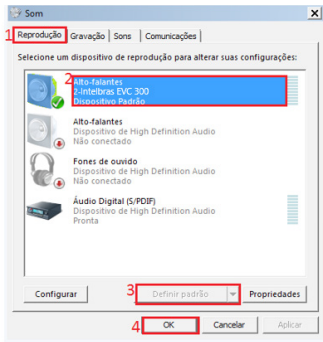 Som
1 Reprodução Gravação Sons Comunicações
Selecione um dispositivo de reprodução para alterar suas configurações:
2 Alto-falantes
2-Intelbras EVC 300
Dispositivo Padrão
Alto-falantes
Dispositivo de High Definition Audio
Não conectado
Fones de ouvido
Dispositivo de High Definition Audio
Não conectado
Áudio Digital (S/PDIF)
Dispositivo de High Definition Audio
Pronta
Configurar 3 Definir padrão Propriedades
4 OK Cancelar Aplicar